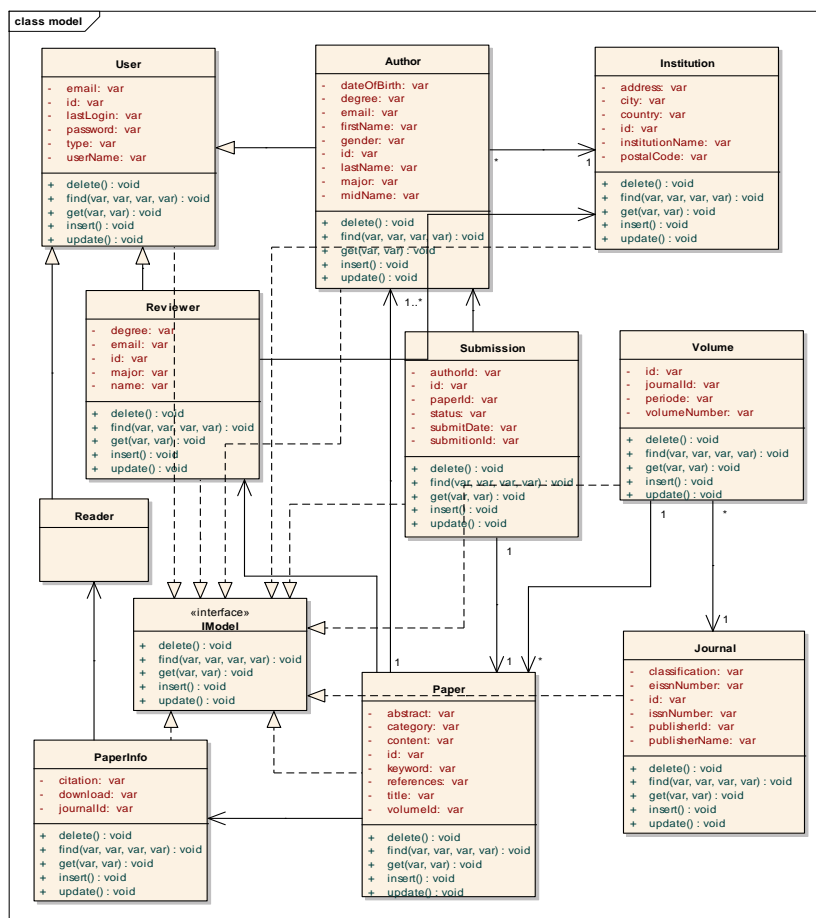 class model
User
- email: var
- id: var
- lastLogin: var
- password: var
- type: var
- userName: var
+ delete() : void
+ find(var, var, var, var) : void
+ get(var, var) : void
+ insert() : void
+ update() : void
Author
- dateOfBirth: var
- degree: var
- email: var
- firstName: var
- gender: var
- id: var
- lastName: var
- major: var
- midName: var
+ delete() : void
+ find(var, var, var, var) : void
+ get(var, var) : void
+ insert() : void
+ update() : void
Institution
- address: var
- city: var
- country: var
- id: var
- institutionName: var
- postalCode: var
+ delete() : void
+ find(var, var, var, var) : void
+ get(var, var) : void
+ insert() : void
+ update() : void
*
1
1..*
Reviewer
- degree: var
- email: var
- id: var
- major: var
- name: var
+ delete() : void
+ find(var, var, var, var) : void
+ get(var, var) : void
+ insert() : void
+ update() : void
Submission
- authorId: var
- id: var
- paperId: var
- status: var
- submitDate: var
- submitionId: var
+ delete() : void
+ find(var, var, var, var) : void
+ get(var, var) : void
+ insert() : void
+ update() : void
Volume
- id: var
- journalId: var
- periode: var
- volumeNumber: var
+ delete() : void
+ find(var, var, var, var) : void
+ get(var, var) : void
+ insert() : void
+ update() : void
1
1
*
Reader
«interface»
IModel
+ delete() : void
+ find(var, var, var, var) : void
+ get(var, var) : void
+ insert() : void
+ update() : void
1
1
*
1
Journal
- classification: var
- eissnNumber: var
- id: var
- issnNumber: var
- publisherId: var
- publisherName: var
+ delete() : void
+ find(var, var, var, var) : void
+ get(var, var) : void
+ insert() : void
+ update() : void
Paper
- abstract: var
- category: var
- content: var
- id: var
- keyword: var
- references: var
- title: var
- volumeId: var
+ delete() : void
+ find(var, var, var, var) : void
+ get(var, var) : void
+ insert() : void
+ update() : void
PaperInfo
- citation: var
- download: var
- journalId: var
+ delete() : void
+ find(var, var, var, var) : void
+ get(var, var) : void
+ insert() : void
+ update() : void